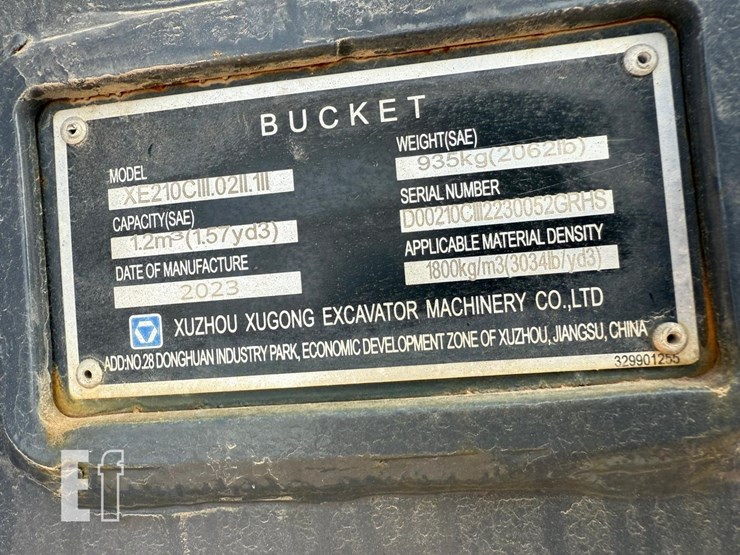 BUCKET
MODEL
XE210CIII.02II.1II
CAPACITY(SAE)
1.2m³(1.57yd3)
DATE OF MANUFACTURE
2023
WEIGHT(SAE)
935kg(2062lb)
SERIAL NUMBER
D00210CIII2230052GRHS
APPLICABLE MATERIAL DENSITY
1800kg/m3(3034lb/yd3)
XUZHOU XUGONG EXCAVATOR MACHINERY CO.,LTD
ADD:NO.28 DONGHUAN INDUSTRY PARK, ECONOMIC DEVELOPMENT ZONE OF XUZHOU, JIANGSU, CHINA
329901255
Ef